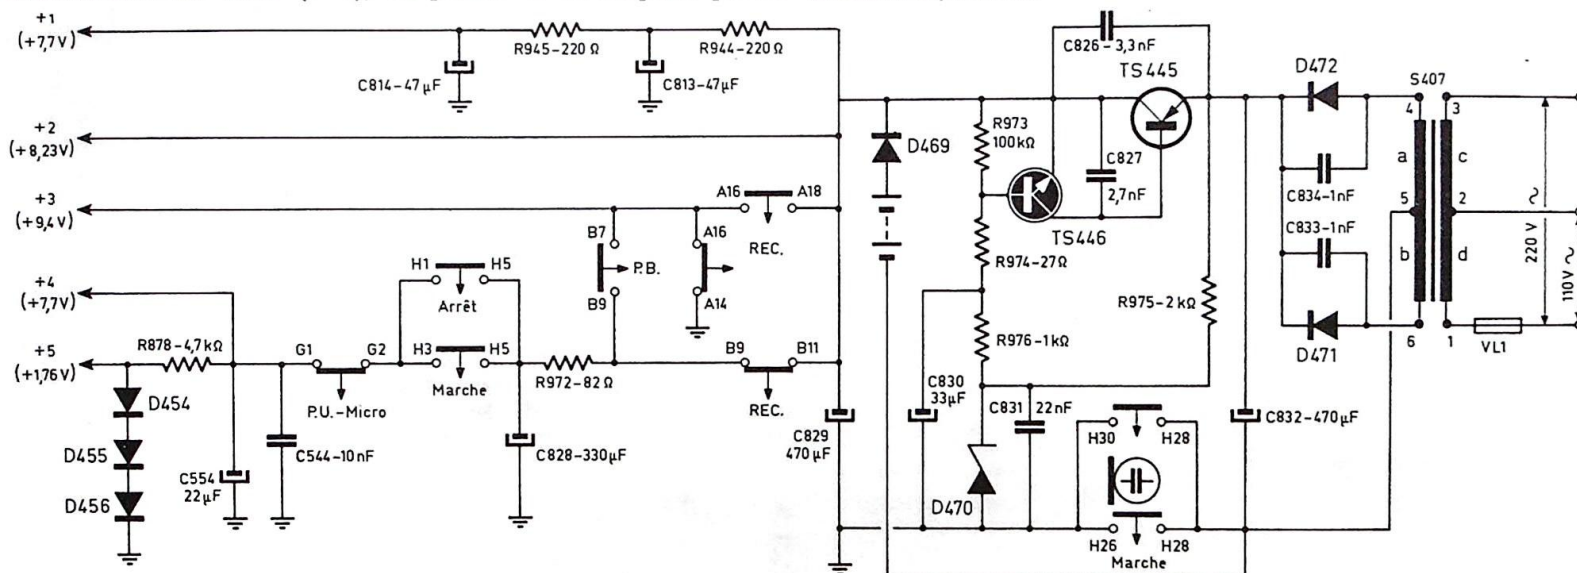 +1
(+7,7V)
R945-220 Ω
R944-220 Ω
C814-47 µF
C813-47µF
+2
(+8,23V)
+3
(+9,4V)
A16
A18
REC.
B7
P.B.
B9
A16
A14
H1
H5
Arrêt
+4
(+7,7V)
+5
(+1,76V)
R878-4,7kΩ
G1
G2
P.U.-Micro
H3
H5
Marche
R972-82Ω
B9
B11
REC.
D454
D455
D456
C554
22µF
C544-10nF
C828-330µF
C829
470µF
C826-3,3nF
TS445
D469
R973
100kΩ
C827
2,7nF
TS446
R974-27Ω
R975-2 kΩ
R976-1kΩ
C830
33µF
C831
22nF
D470
H30
H28
H26
H28
Marche
C832-470µF
D472
S407
4
3
a
c
C834-1nF
5
2
C833-1nF
b
d
D471
6
1
VL1
220 V ~
110V ~